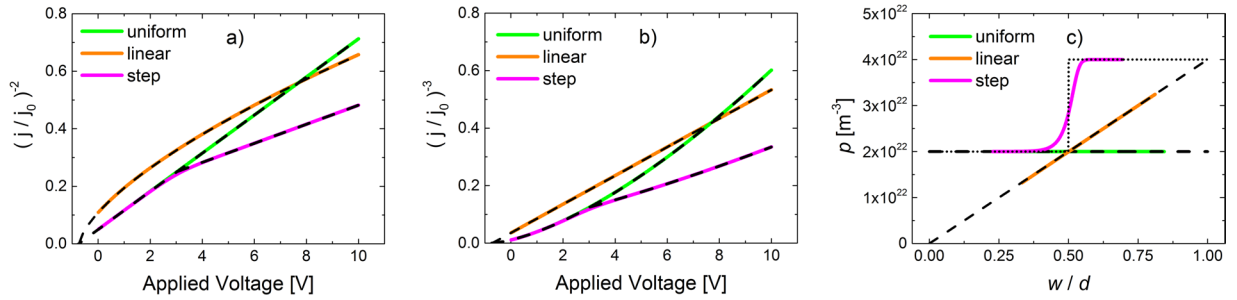 a)
uniform
linear
step
( j / j₀ )⁻²
0.8
0.6
0.4
0.2
0.0
0 2 4 6 8 10
Applied Voltage [V]
b)
uniform
linear
step
( j / j₀ )⁻³
0.8
0.6
0.4
0.2
0.0
0 2 4 6 8 10
Applied Voltage [V]
c)
uniform
linear
step
p [m⁻³]
5x10²²
4x10²²
3x10²²
2x10²²
1x10²²
0
0.00 0.25 0.50 0.75 1.00
w / d